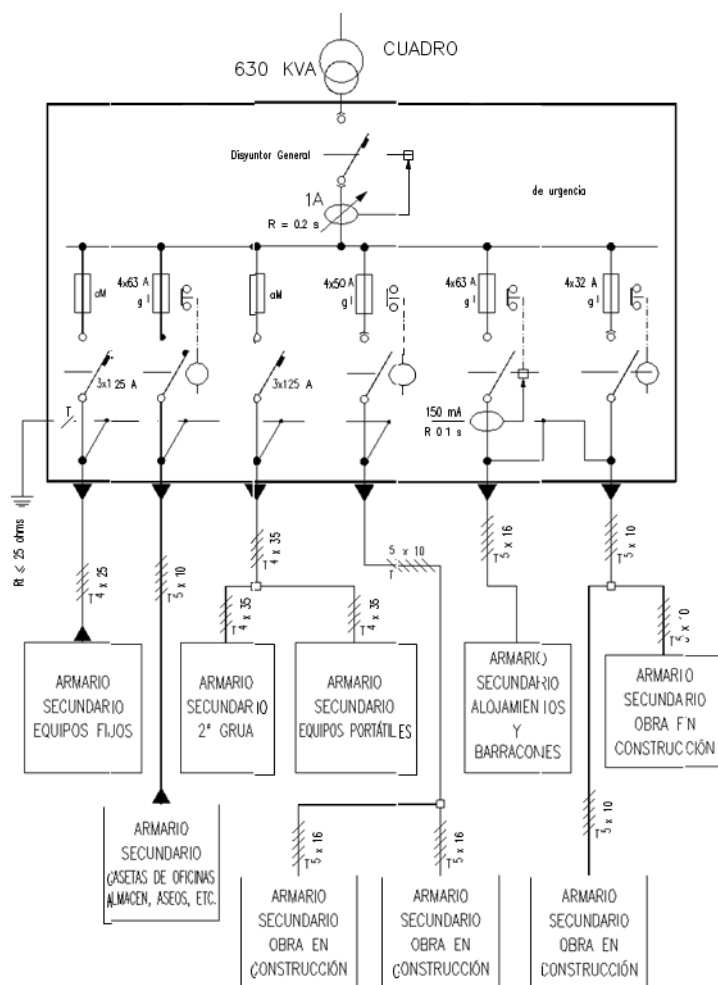 CUADRO
630 KVA
Disyuntor General
de urgencia
1A
R = 0.2 s
aM
4x63 A
g I
aM
4x50 A
g I
4x63 A
g I
4x32 A
g I
3x125 A
3x125 A
150 mA
R 0 1 s
T
Rt ≤ 25 ohms
T 4 x 25
T 5 x 10
T 4 x 35
5 x 10
T
T 5 x 16
T 5 x 10
T 4 x 35
T 4 x 35
T 5 x 10
ARMARIO
SECUNDARIO
EQUIPOS FIJOS
ARMARIO
SECUNDARIO
2ª GRUA
ARMARIO
SECUNDARIO
EQUIPOS PORTÁTILES
ARMARIO
SECUNDARIO
ALOJAMIENTOS
Y
BARRACONES
ARMARIO
SECUNDARIO
OBRA EN
CONSTRUCCIÓN
ARMARIO
SECUNDARIO
CASETAS DE OFICINAS
ALMACEN, ASEOS, ETC.
T 5 x 16
T 5 x 16
T 5 x 10
ARMARIO
SECUNDARIO
OBRA EN
CONSTRUCCIÓN
ARMARIO
SECUNDARIO
OBRA EN
CONSTRUCCIÓN
ARMARIO
SECUNDARIO
OBRA EN
CONSTRUCCIÓN